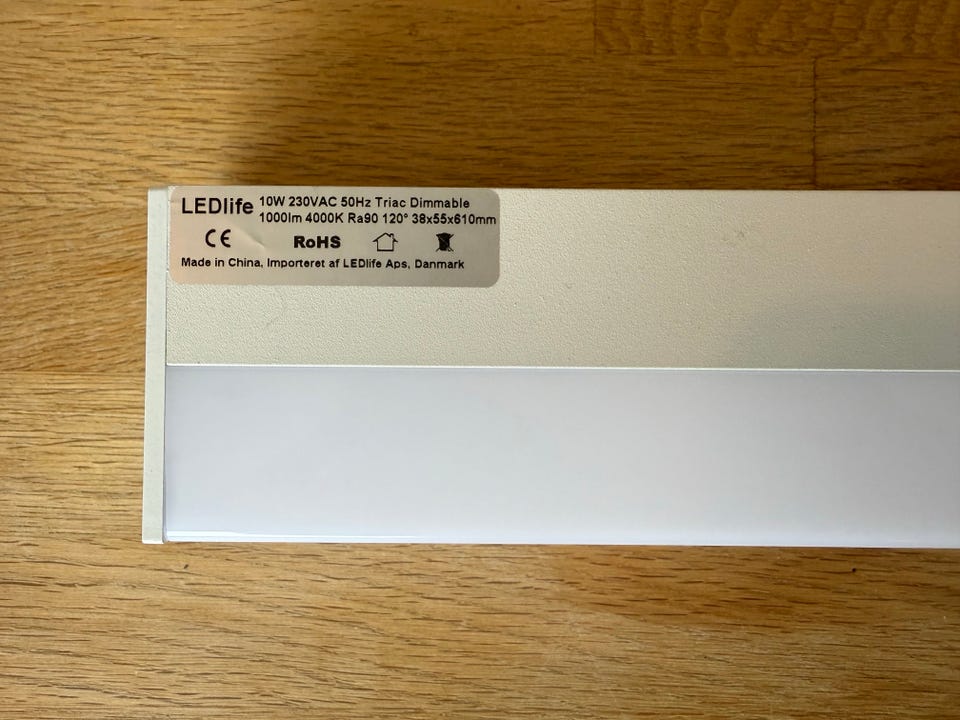 LEDlife 10W 230VAC 50Hz Triac Dimmable
1000lm 4000K Ra90 120° 38x55x610mm
CE RoHS
Made in China, Importeret af LEDlife Aps, Danmark